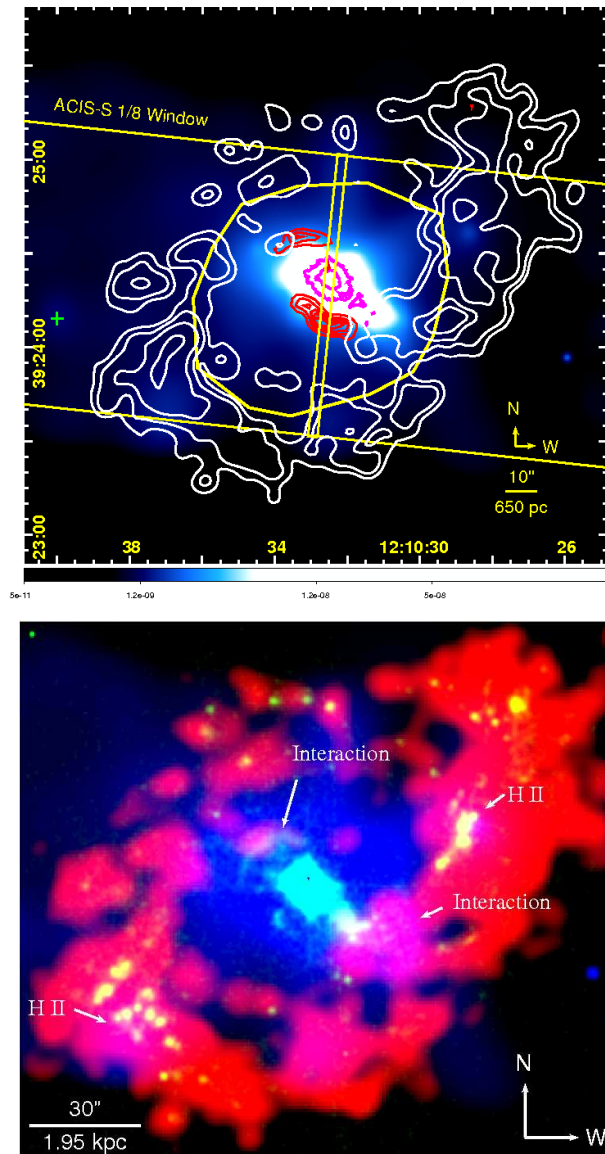 ACIS-S 1/8 Window
25:00
39:24:00
23:00
N
W
10"
650 pc
38
34
12:10:30
26
5e-11
1.2e-09
1.2e-08
5e-08
Interaction
H II
Interaction
H II
N
W
30"
1.95 kpc